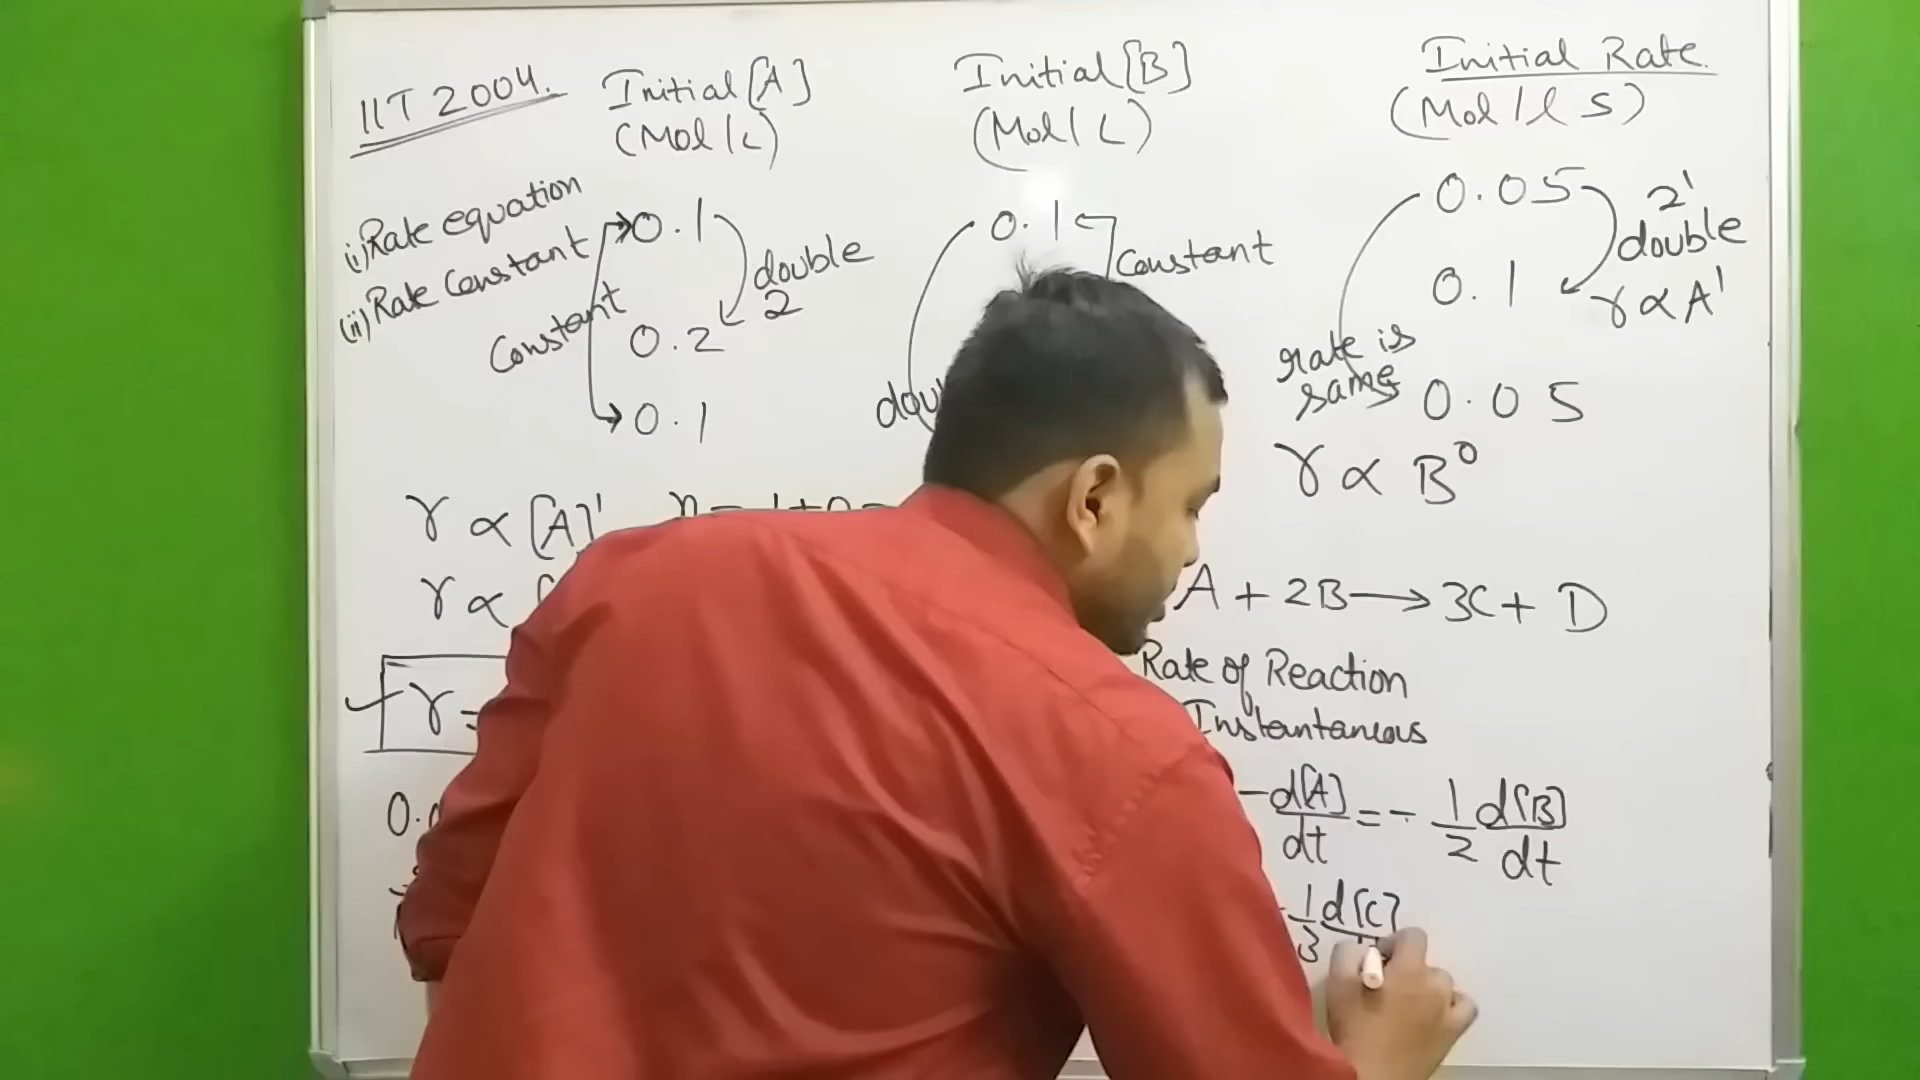 IIT 2004.
Initial [A]
(Mol/L)
Initial [B]
(Mol/L)
Initial Rate.
(Mol/l S)
(i) Rate equation
(ii) Rate Constant
Constant
0.1
0.2
0.1
double
2
0.1
Constant
0.05
0.1
0.05
2'
double
r ∝ A'
rate is
same
r ∝ B⁰
r ∝ [A]'
r ∝
r =
A + 2B → 3C + D
Rate of Reaction
Instantaneous
-d[A]/dt = - 1/2 d[B]/dt
1/3 d[C]